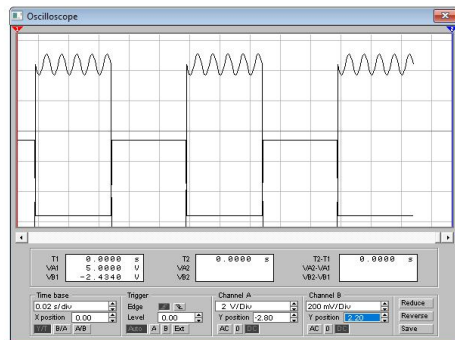 Oscilloscope
1
2
T1 0.0000 s T2 0.0000 s T2-T1 0.0000 s
VA1 5.0000 V VA2 VA2-VA1
VB1 -2.4340 V VB2 VB2-VB1
Time base Trigger Channel A Channel B
0.02 s/div Edge 2 V/Div 200 mV/Div Reduce
X position 0.00 Level 0.00 Y position -2.80 Y position 2.20 Reverse
Y/T B/A A/B Auto A B Ext AC 0 DC AC 0 DC Save